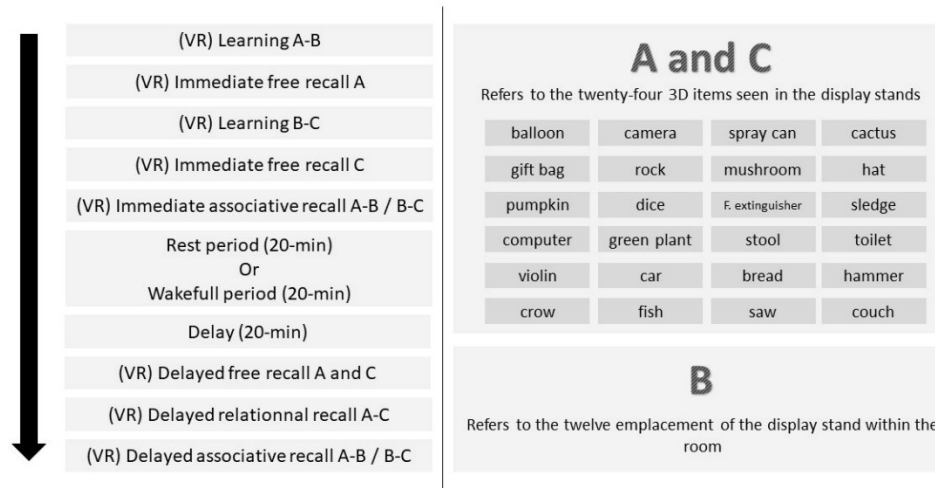 (VR) Learning A-B
(VR) Immediate free recall A
(VR) Learning B-C
(VR) Immediate free recall C
(VR) Immediate associative recall A-B / B-C
Rest period (20-min)
Or
Wakefull period (20-min)
Delay (20-min)
(VR) Delayed free recall A and C
(VR) Delayed relationnal recall A-C
(VR) Delayed associative recall A-B / B-C
A and C
Refers to the twenty-four 3D items seen in the display stands
balloon camera spray can cactus
gift bag rock mushroom hat
pumpkin dice F. extinguisher sledge
computer green plant stool toilet
violin car bread hammer
crow fish saw couch
B
Refers to the twelve emplacement of the display stand within the
room